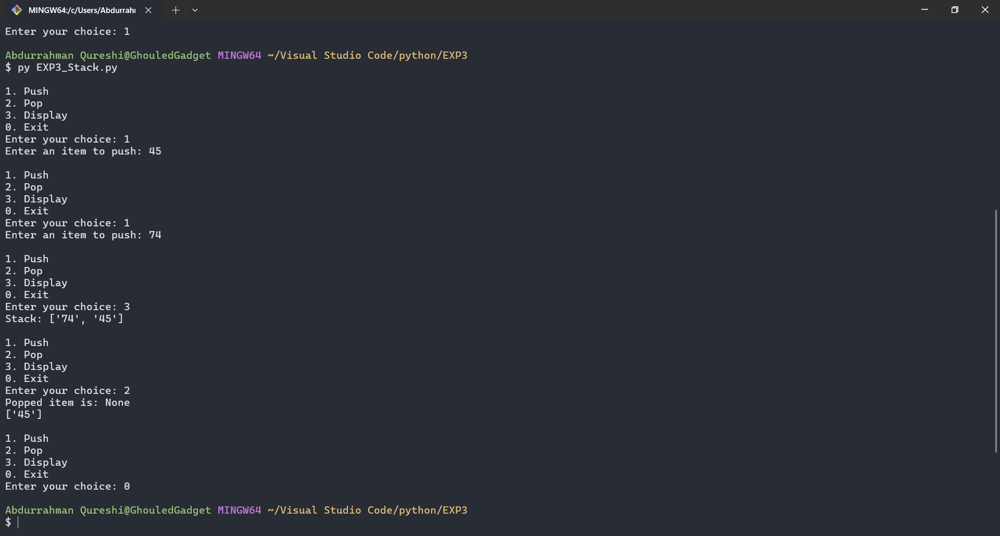 MINGW64:/c/Users/Abdurrah
Enter your choice: 1
Abdurrahman Qureshi@GhouledGadget MINGW64 ~/Visual Studio Code/python/EXP3
$ py EXP3_Stack.py
1. Push
2. Pop
3. Display
0. Exit
Enter your choice: 1
Enter an item to push: 45
1. Push
2. Pop
3. Display
0. Exit
Enter your choice: 1
Enter an item to push: 74
1. Push
2. Pop
3. Display
0. Exit
Enter your choice: 3
Stack: ['74', '45']
1. Push
2. Pop
3. Display
0. Exit
Enter your choice: 2
Popped item is: None
['45']
1. Push
2. Pop
3. Display
0. Exit
Enter your choice: 0
Abdurrahman Qureshi@GhouledGadget MINGW64 ~/Visual Studio Code/python/EXP3
$